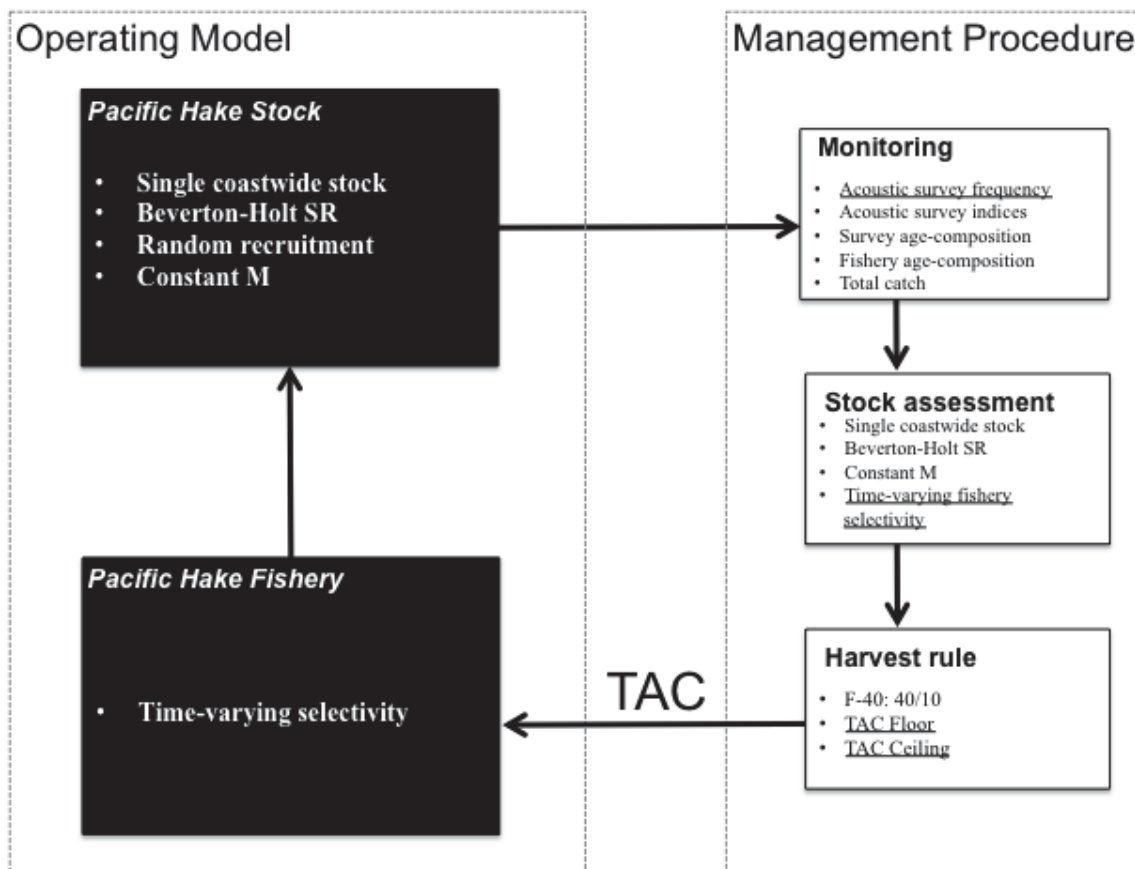 Operating Model
Pacific Hake Stock
• Single coastwide stock
• Beverton-Holt SR
• Random recruitment
• Constant M
Pacific Hake Fishery
• Time-varying selectivity
TAC
Management Procedure
Monitoring
• Acoustic survey frequency
• Acoustic survey indices
• Survey age-composition
• Fishery age-composition
• Total catch
Stock assessment
• Single coastwide stock
• Beverton-Holt SR
• Constant M
• Time-varying fishery
selectivity
Harvest rule
• F-40: 40/10
• TAC Floor
• TAC Ceiling